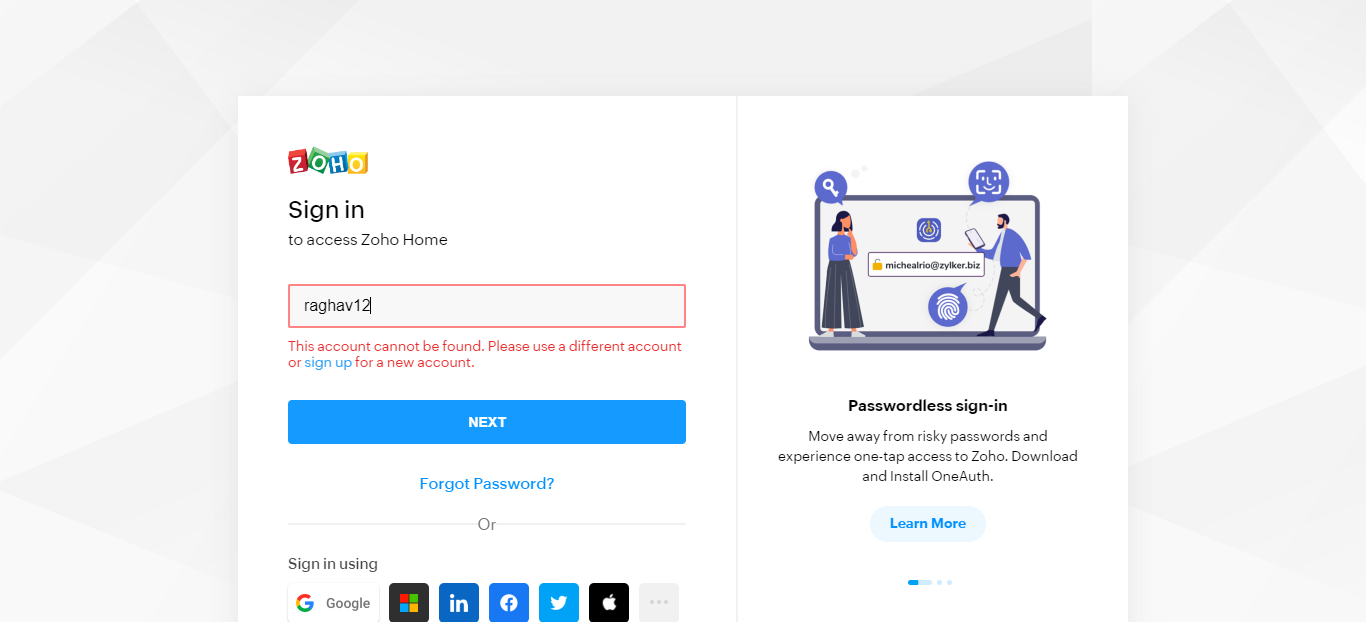 ZOHO
Sign in
to access Zoho Home
raghav12
This account cannot be found. Please use a different account
or sign up for a new account.
NEXT
Forgot Password?
Or
Sign in using
Google
in
michealrio@zylker.biz
Passwordless sign-in
Move away from risky passwords and
experience one-tap access to Zoho. Download
and Install OneAuth.
Learn More